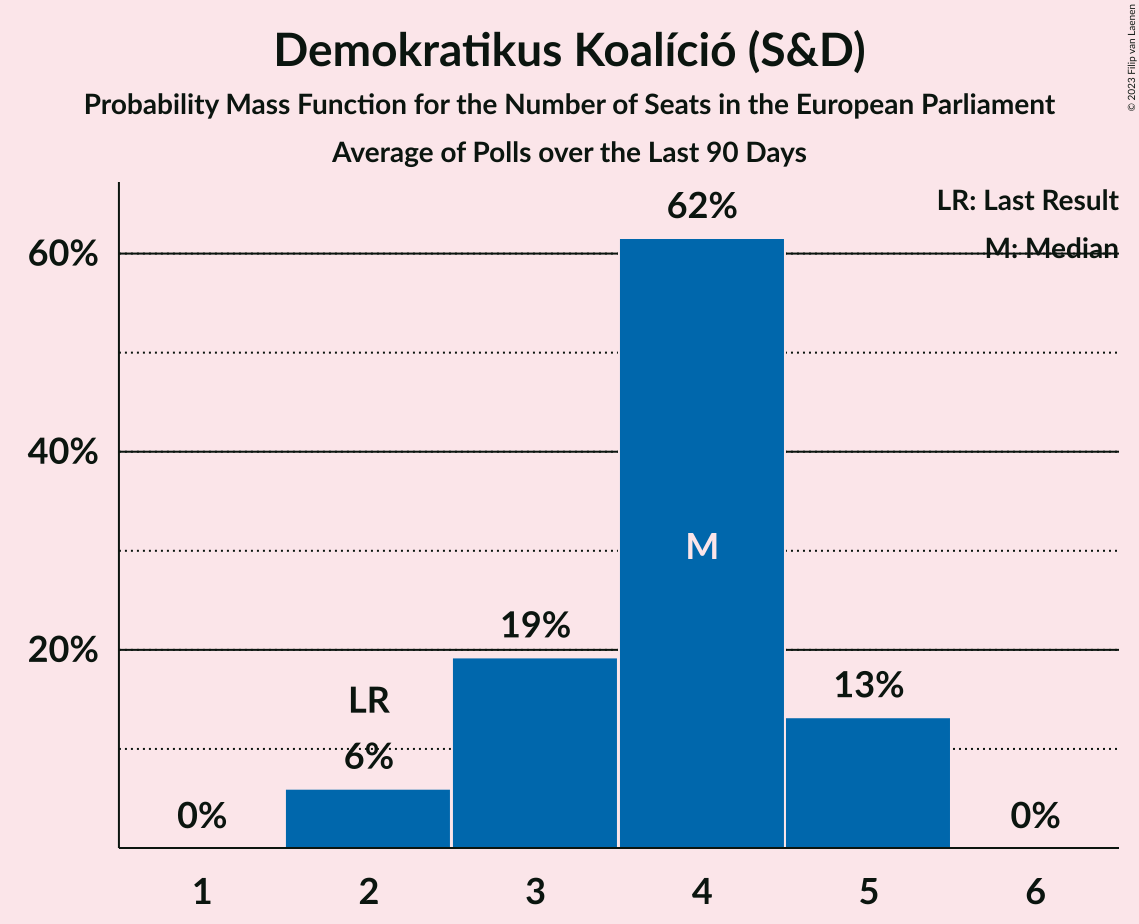 Demokratikus Koalíció (S&D)
Probability Mass Function for the Number of Seats in the European Parliament
Average of Polls over the Last 90 Days
© 2023 Filip van Laenen
LR: Last Result
M: Median
60%
40%
20%
0%
LR
6%
19%
62%
M
13%
0%
1 2 3 4 5 6